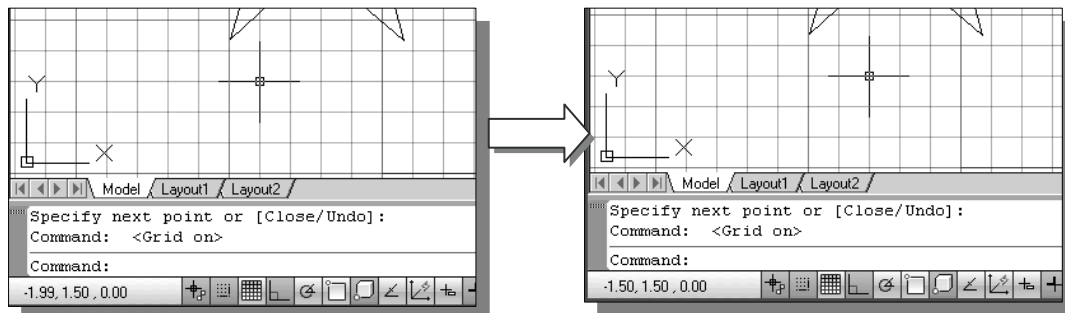 Y
X
Model / Layout1 / Layout2 /
Specify next point or [Close/Undo]:
Command:  <Grid on>
Command:
-1.99, 1.50 , 0.00
Y
X
Model / Layout1 / Layout2 /
Specify next point or [Close/Undo]:
Command:  <Grid on>
Command:
-1.50, 1.50 , 0.00